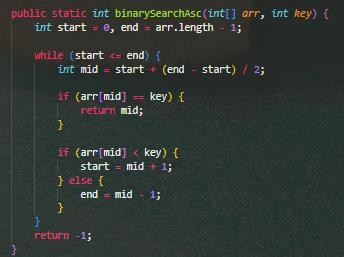 public static int binarySearchAsc(int[] arr, int key) {
int start = 0, end = arr.length - 1;
while (start <= end) {
int mid = start + (end - start) / 2;
if (arr[mid] == key) {
return mid;
}
if (arr[mid] < key) {
start = mid + 1;
} else {
end = mid - 1;
}
}
return -1;
}